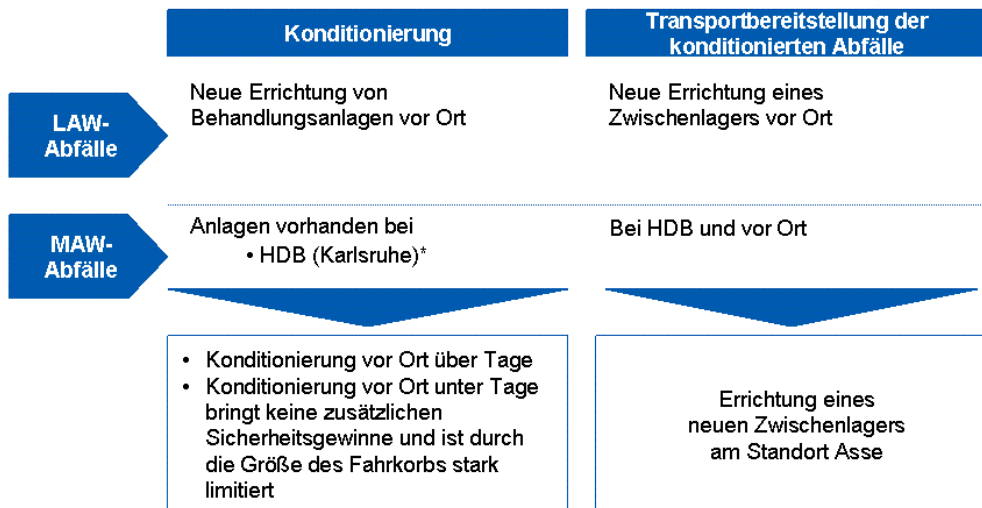 Konditionierung
Transportbereitstellung der
konditionierten Abfälle
LAW-
Abfälle
Neue Errichtung von
Behandlungsanlagen vor Ort
Neue Errichtung eines
Zwischenlagers vor Ort
MAW-
Abfälle
Anlagen vorhanden bei
• HDB (Karlsruhe)*
Bei HDB und vor Ort
• Konditionierung vor Ort über Tage
• Konditionierung vor Ort unter Tage
bringt keine zusätzlichen
Sicherheitsgewinne und ist durch
die Größe des Fahrkorbs stark
limitiert
Errichtung eines
neuen Zwischenlagers
am Standort Asse